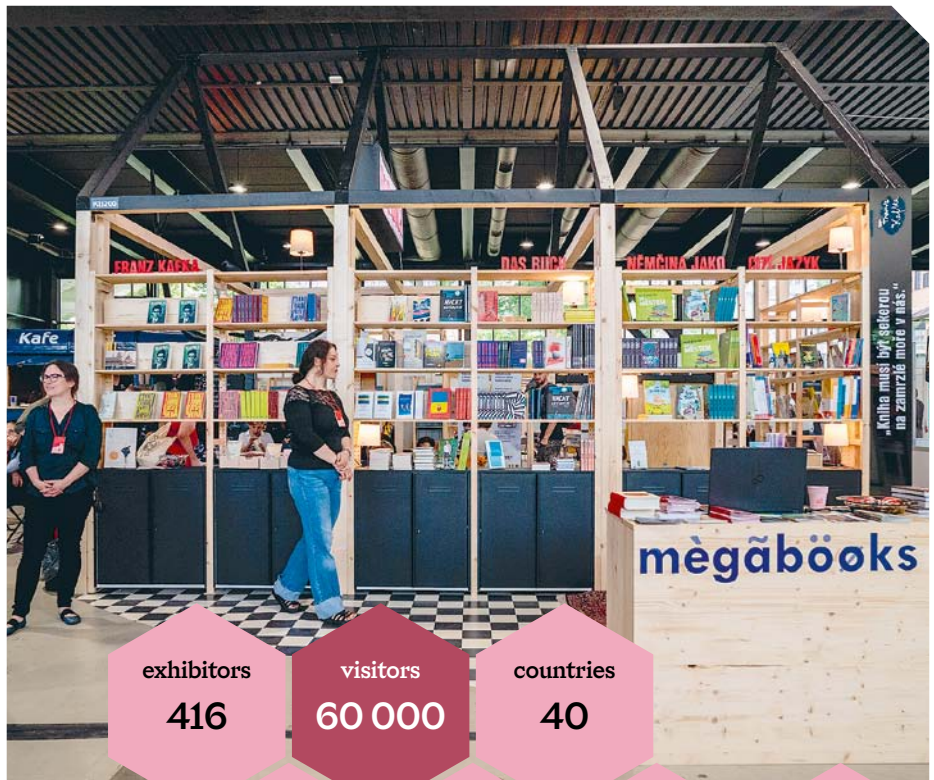 FRANZ KAFKA
DAS BUCH
NĚMČINA JAKO
CIZÍ JAZYK
Kafe
„Kniha musí být sekerou
na zamrzlé moře v nás."
mègãböøks
exhibitors
416
visitors
60 000
countries
40